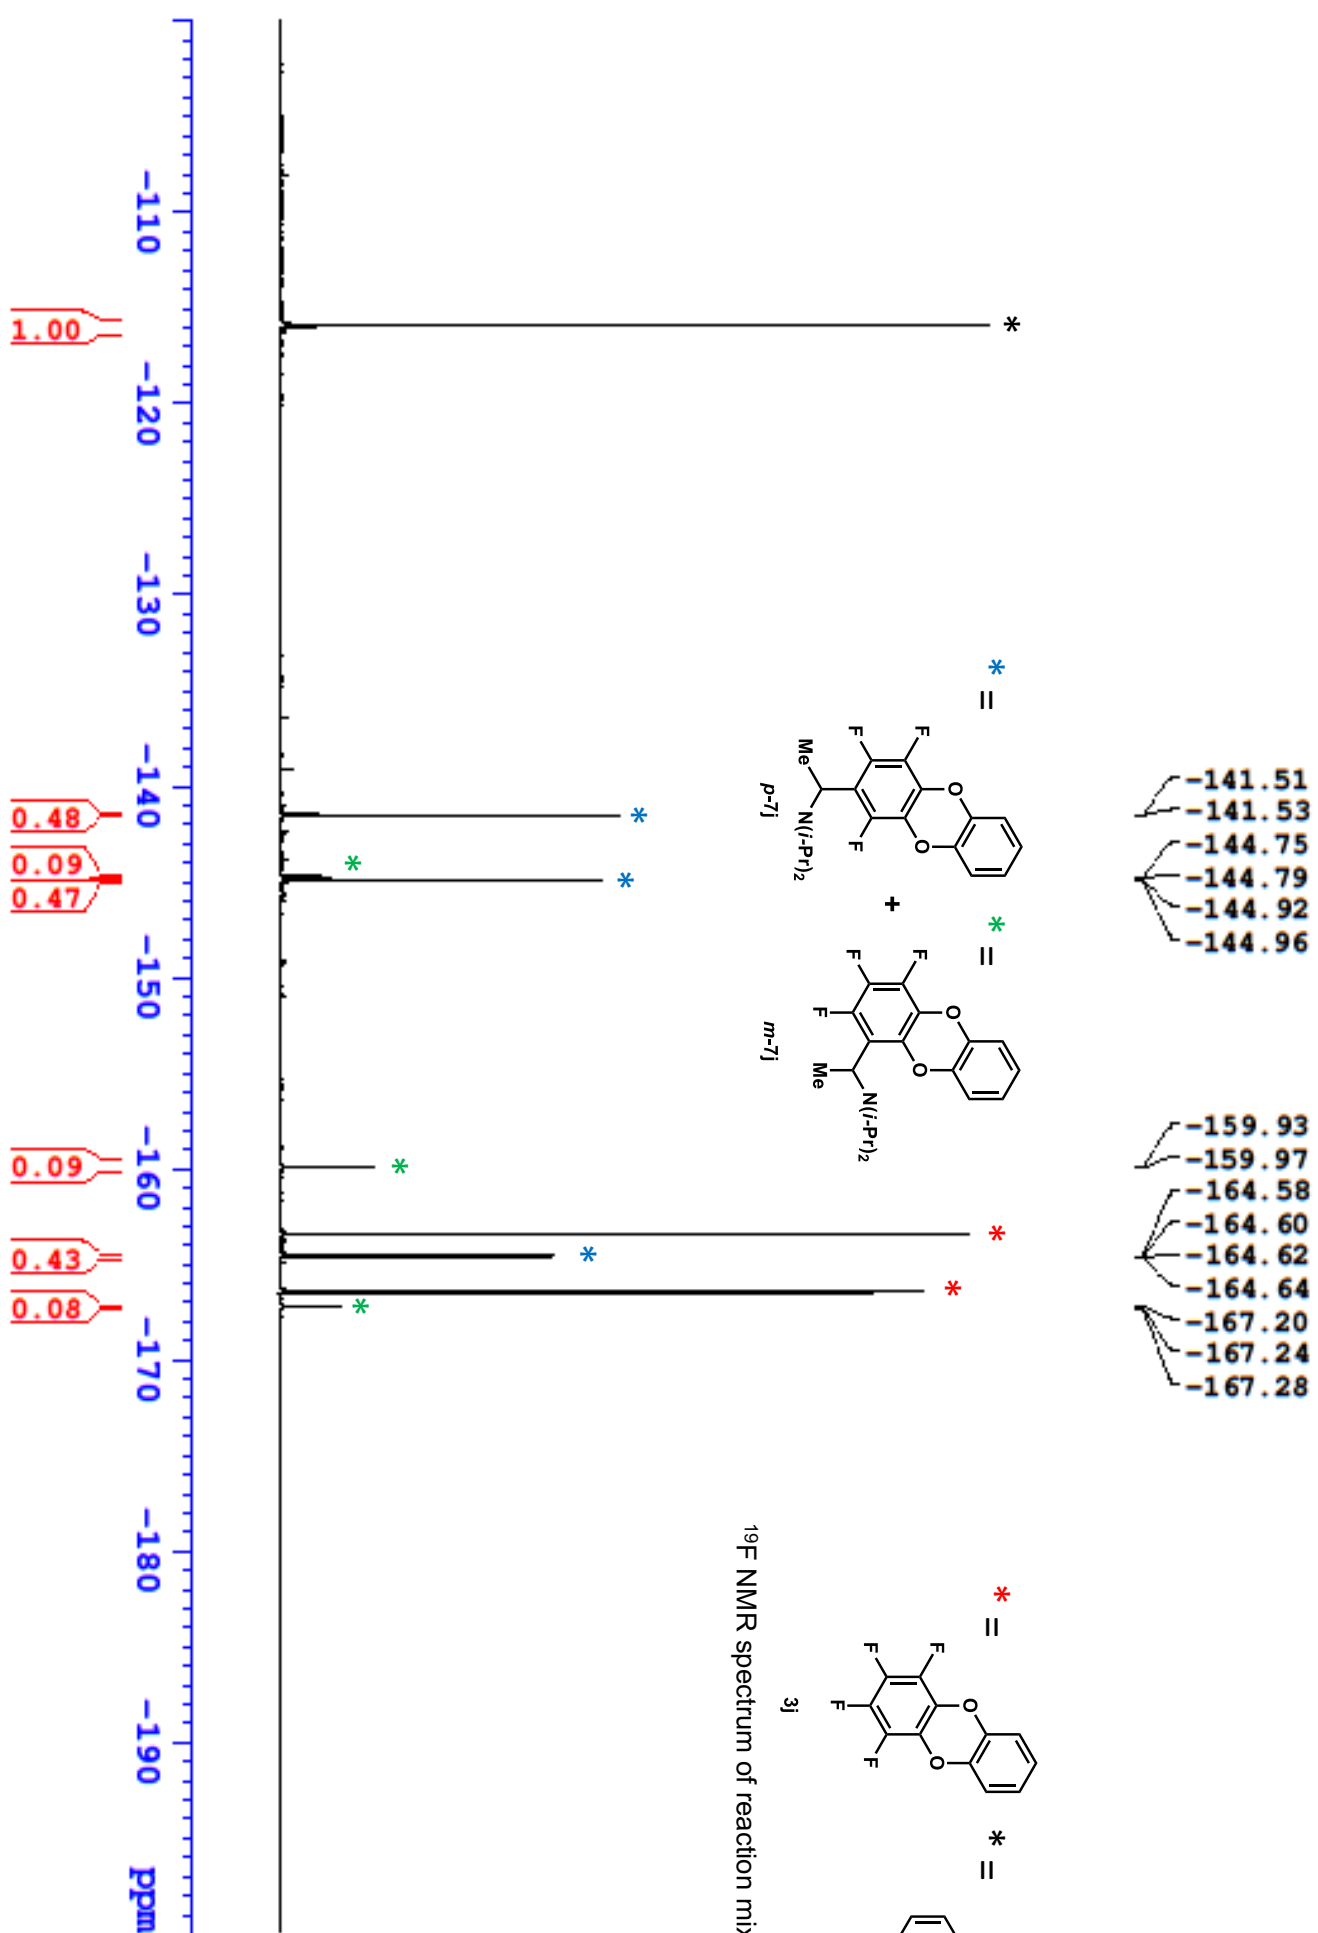 -141.51
-141.53
-144.75
-144.79
-144.92
-144.96
-159.93
-159.97
-164.58
-164.60
-164.62
-164.64
-167.20
-167.24
-167.28
* =
F
F
F
O
O
Me
N(i-Pr)2
p-7j
+
* =
F
F
F
O
O
Me
N(i-Pr)2
m-7j
* =
F
F
F
F
O
O
3j
* =
19F NMR spectrum of reaction mix
*
*
*
*
*
*
*
*
*
-110
-120
-130
-140
-150
-160
-170
-180
-190
ppm
1.00
0.48
0.09
0.47
0.09
0.43
0.08